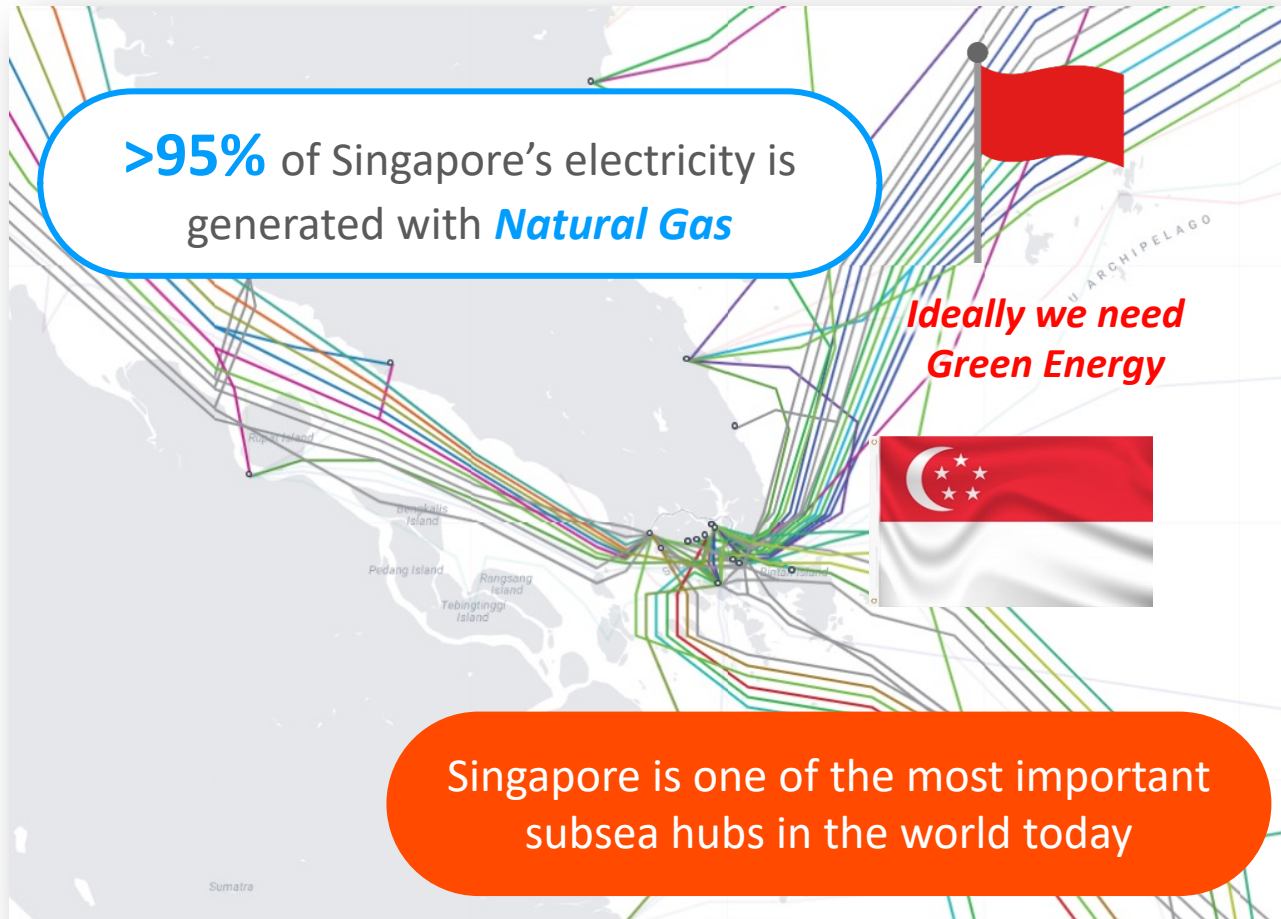 >95% of Singapore's electricity is
generated with Natural Gas
U ARCHIPELAGO
Ideally we need
Green Energy
Rupat Island
Bengkalis
Island
Padang Island
Rangsang
Island
Tebingtinggi
Island
Bintan Island
Singapore is one of the most important
subsea hubs in the world today
Sumatra